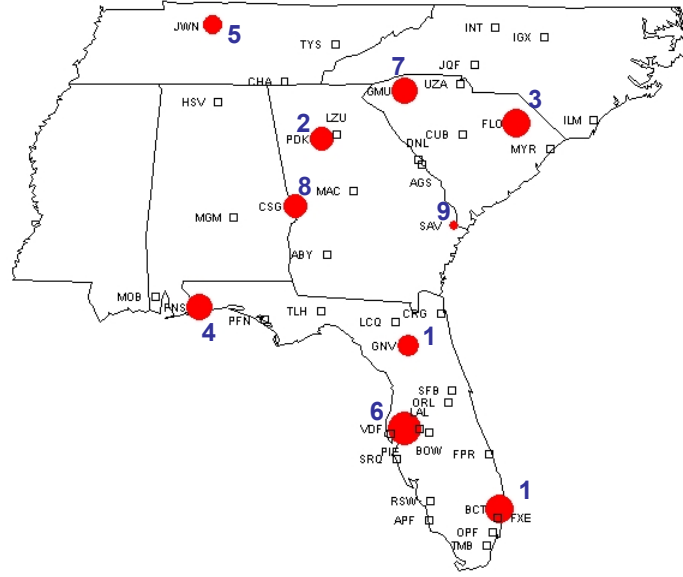 JWN
5
TYS
INT
IGX
JQF
CHA
7
GMU
UZA
HSV
3
FLO
ILM
2
LZU
PDK
CUB
MYR
DNL
AGS
8
MAC
CSG
9
MGM
SAV
ABY
MOB
PNS
4
PFN
TLH
LCQ
CRG
1
GNV
SFB
ORL
6
LAL
VDF
PIE
BOW
SRQ
FPR
1
RSW
BCT
APF
FXE
OPF
TMB